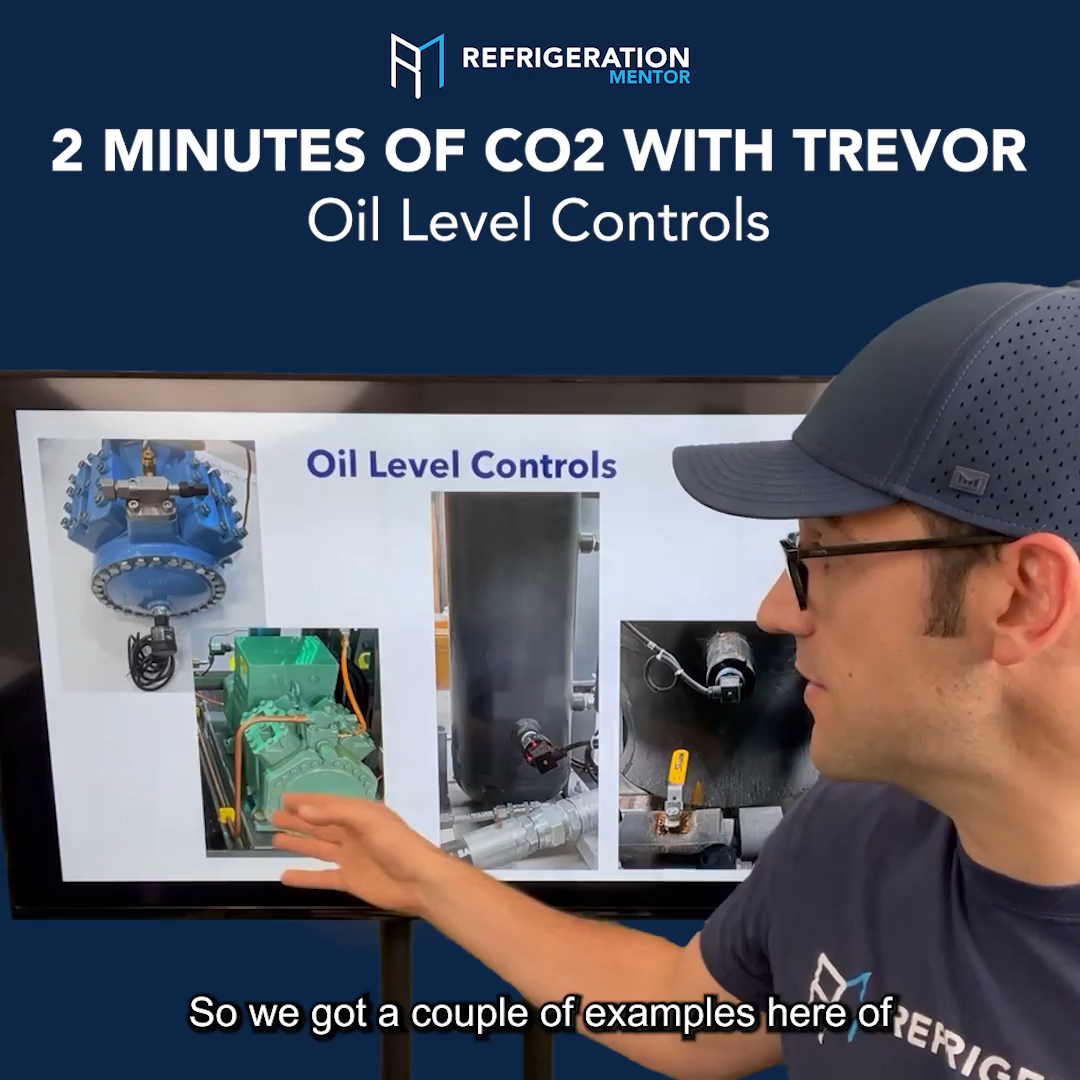 REFRIGERATION
MENTOR
2 MINUTES OF CO2 WITH TREVOR
Oil Level Controls
Oil Level Controls
So we got a couple of examples here of